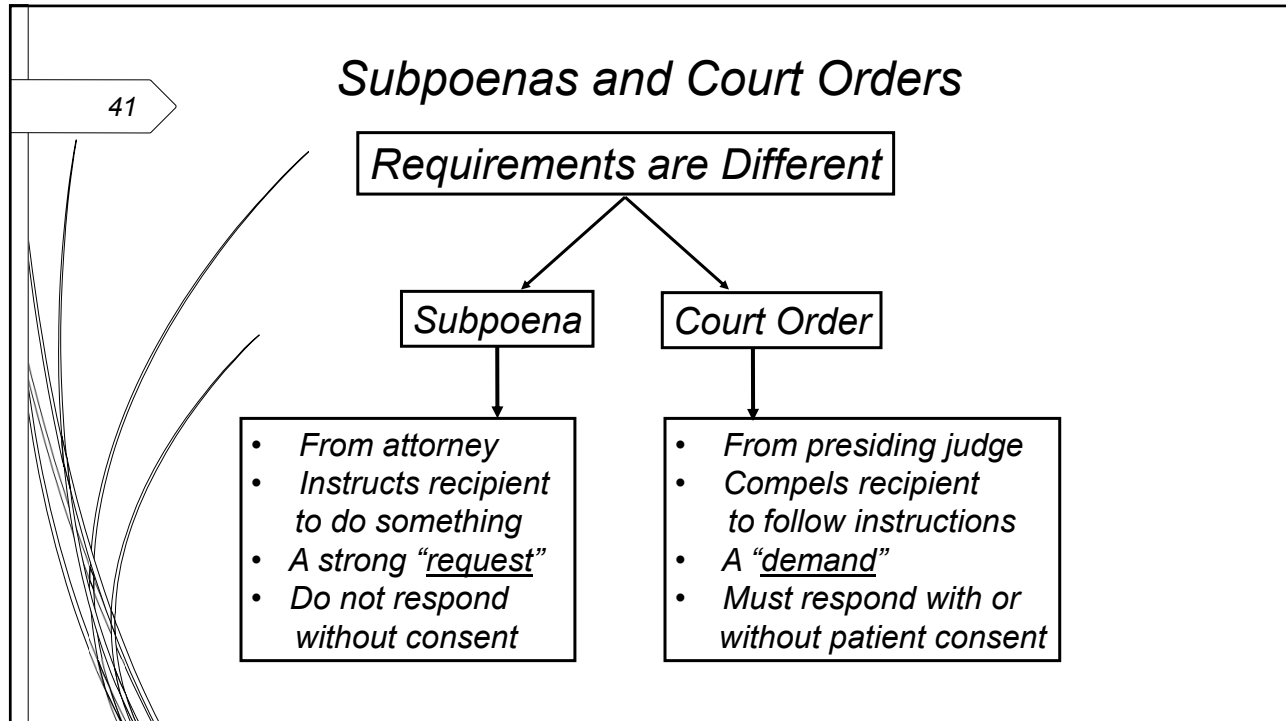 Subpoenas and Court Orders
41
Requirements are Different
Subpoena
Court Order
• From attorney
• Instructs recipient
to do something
• A strong “request”
• Do not respond
without consent
• From presiding judge
• Compels recipient
to follow instructions
• A “demand”
• Must respond with or
without patient consent